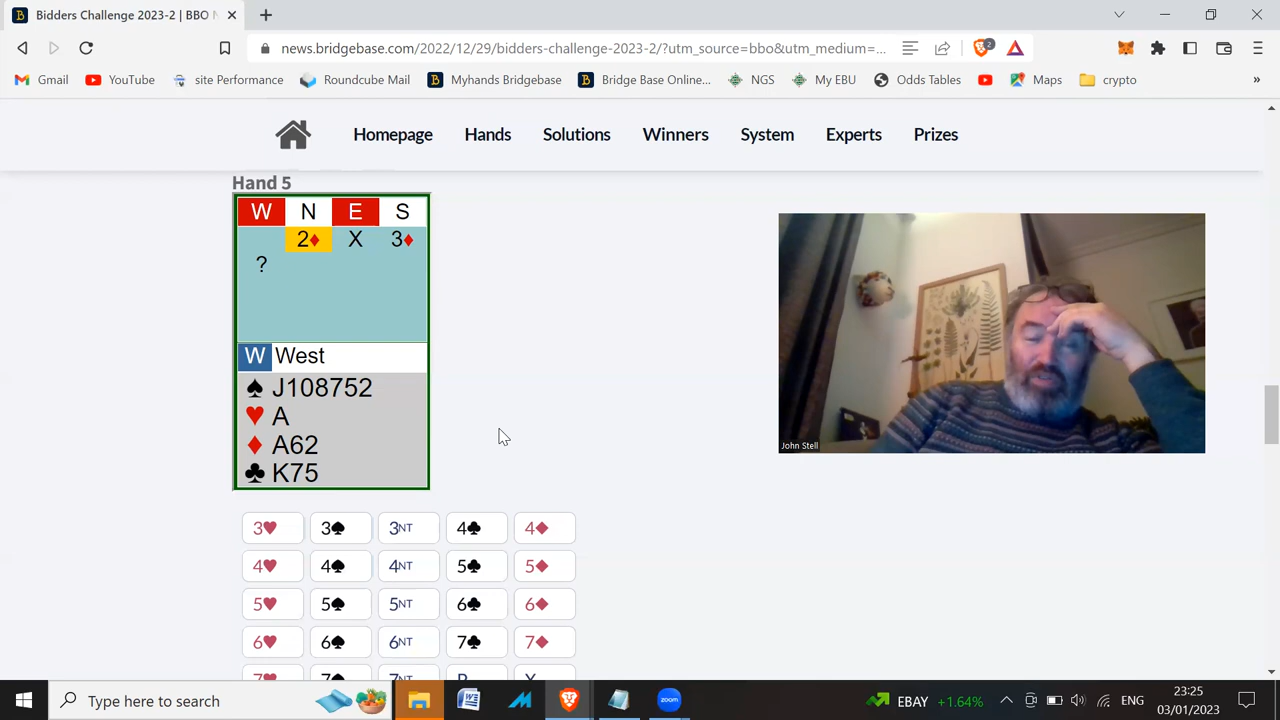 Bidders Challenge 2023-2 | BBO N
news.bridgebase.com/2022/12/29/bidders-challenge-2023-2/?utm_source=bbo&utm_medium=...
2
Gmail YouTube site Performance Roundcube Mail Myhands Bridgebase Bridge Base Online... NGS My EBU Odds Tables Maps crypto »
Homepage Hands Solutions Winners System Experts Prizes
Hand 5
W N E S
2♦ X 3♦
?
W West
♠ J108752
♥ A
♦ A62
♣ K75
John Stell
3♥ 3♠ 3NT 4♣ 4♦
4♥ 4♠ 4NT 5♣ 5♦
5♥ 5♠ 5NT 6♣ 6♦
6♥ 6♠ 6NT 7♣ 7♦
7♥ 7♠ 7NT P X
Type here to search
EBAY +1.64%
ENG
23:25
03/01/2023